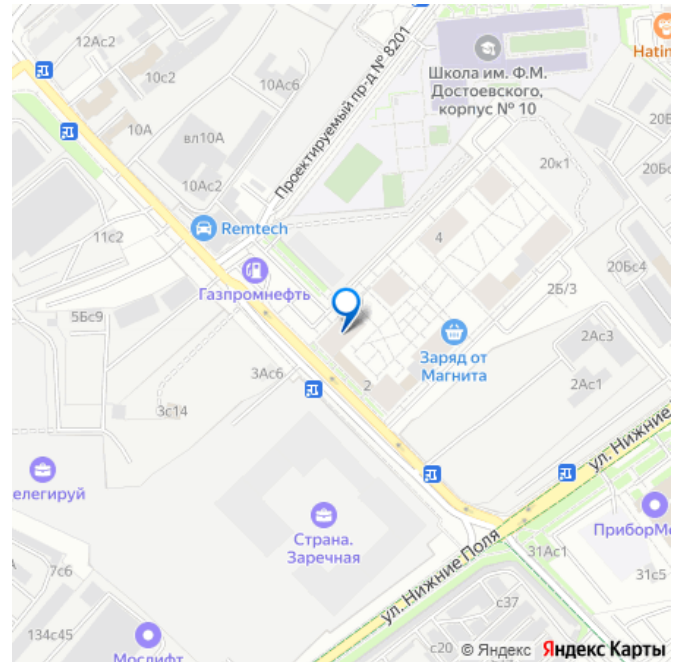 12Ас2
10с2
10Ас6
10А
вл10А
10Ас2
Проектируемый пр-д № 8201
Школа им. Ф.М.
Достоевского,
корпус № 10
Hatim
20Б
20к1
20Бс
11с2
Remtech
Газпромнефть
4
20Бс4
2Б/3
5Бс9
3Ас6
Заряд от
Магнита
2Ас3
2Ас1
2
3с14
ул. Нижние
елегируй
Страна.
Заречная
ПриборМо
31Ас1
31с5
ул. Нижние Поля
7с6
с37
134с45
Мослифт
с20
© Яндекс Яндекс Карты